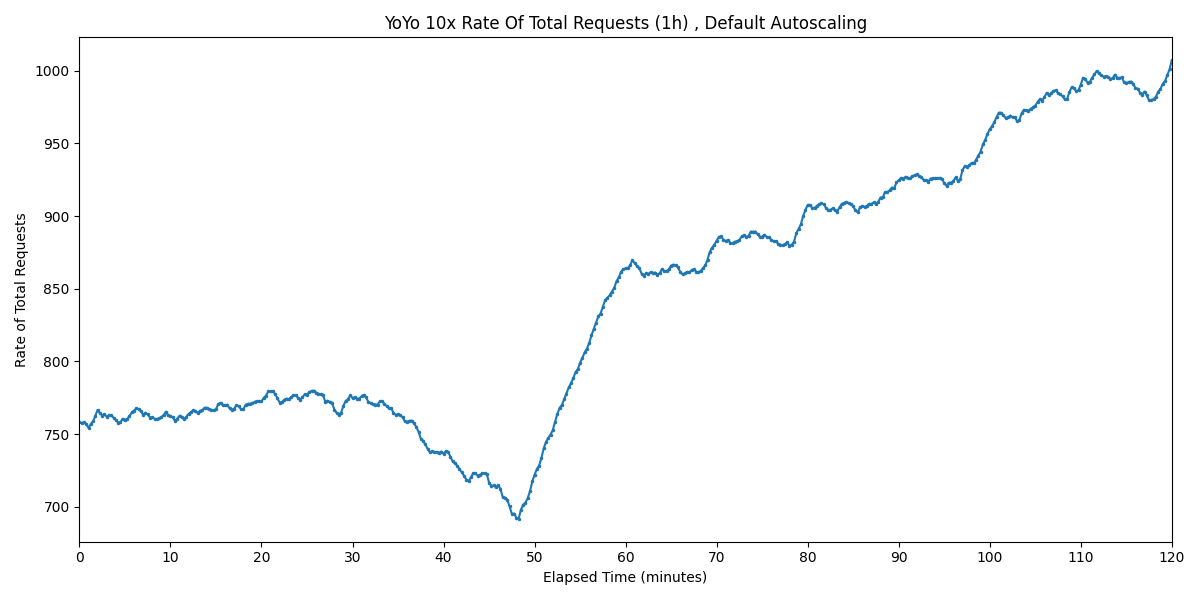 YoYo 10x Rate Of Total Requests (1h) , Default Autoscaling
1000
950
900
850
800
750
700
Rate of Total Requests
0 10 20 30 40 50 60 70 80 90 100 110 120
Elapsed Time (minutes)